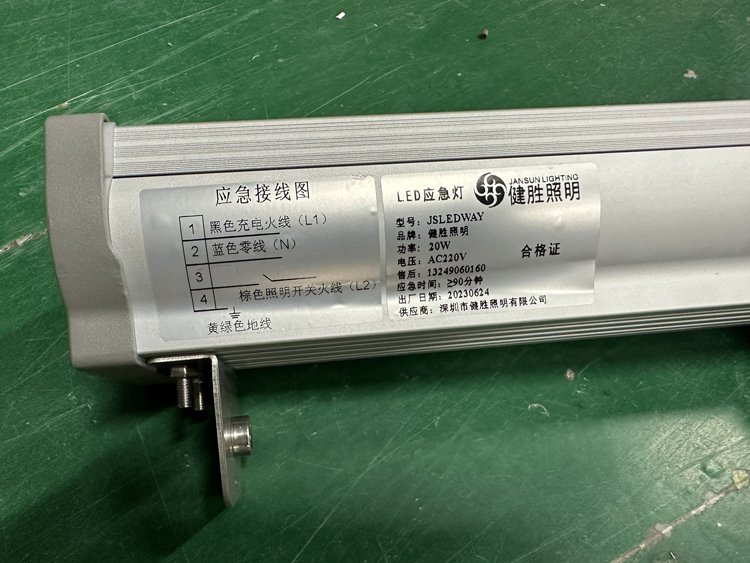 应急接线图
1 黑色充电火线（L1）
2 蓝色零线（N）
3
4 棕色照明开关火线（L2）
黄绿色地线
LED应急灯
JANSUN LIGHTING
健胜照明
型号：JSLEDWAY
品牌：健胜照明
功率：20W
电压：AC220V
合格证
售后：13249060160
应急时间：≥90分钟
出厂日期：20230624
供应商：深圳市健胜照明有限公司